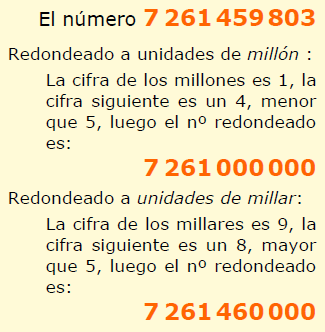 El número 7 261 459 803
Redondeado a unidades de millón :
La cifra de los millones es 1, la
cifra siguiente es un 4, menor
que 5, luego el nº redondeado
es:
7 261 000 000
Redondeado a unidades de millar:
La cifra de los millares es 9, la
cifra siguiente es un 8, mayor
que 5, luego el nº redondeado
es:
7 261 460 000